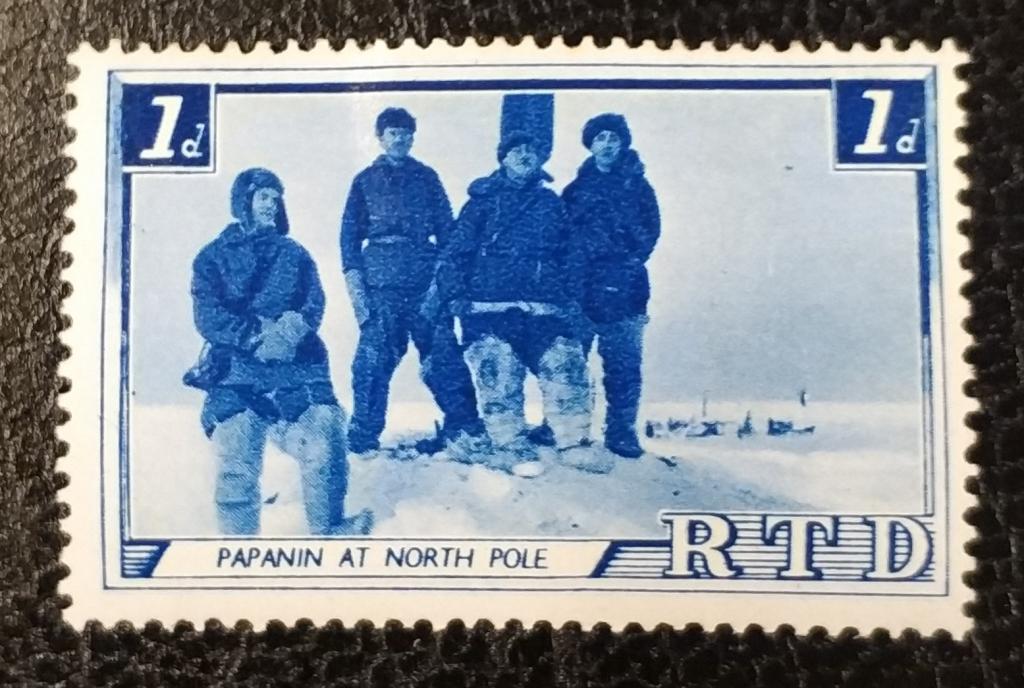 1d
1d
PAPANIN AT NORTH POLE
RTD